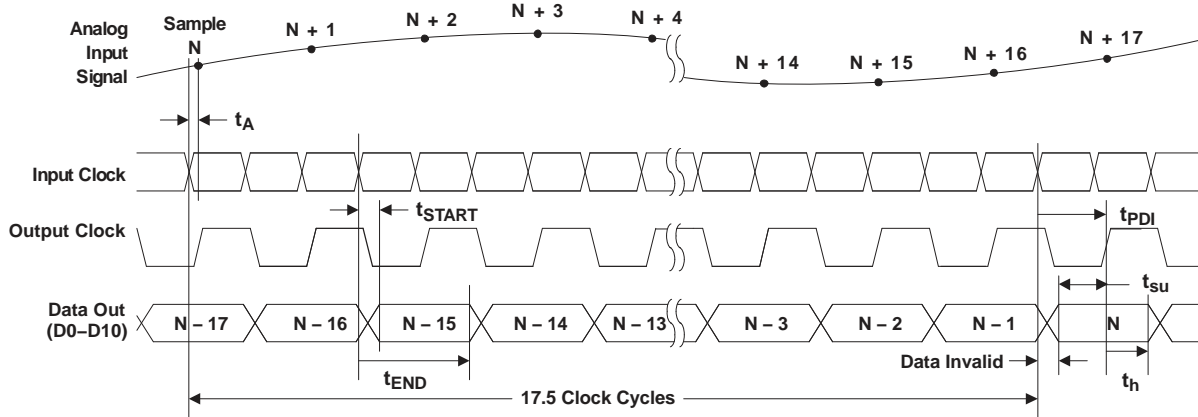 Analog Input Signal
Sample N
N + 1
N + 2
N + 3
N + 4
N + 14
N + 15
N + 16
N + 17
tA
Input Clock
tSTART
tPDI
Output Clock
tsu
Data Out (D0–D10)
N – 17
N – 16
N – 15
N – 14
N – 13
N – 3
N – 2
N – 1
N
tEND
Data Invalid
th
17.5 Clock Cycles